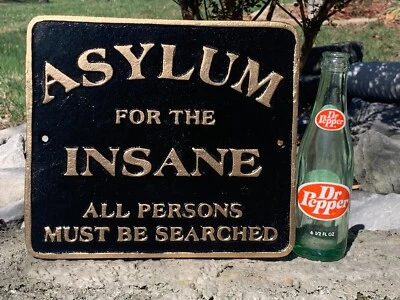 ASYLUM
FOR THE
INSANE
ALL PERSONS
MUST BE SEARCHED
Dr
Pepper
Dr
Pepper
6 1/2 FL OZ